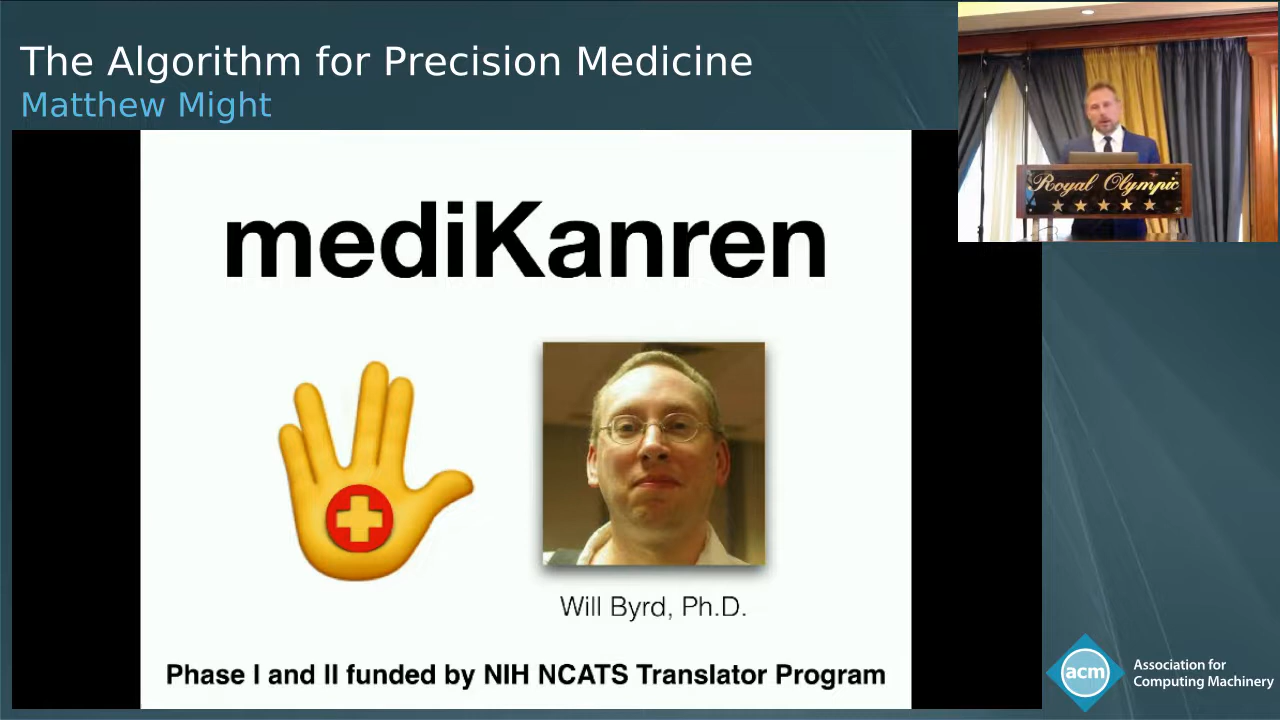 The Algorithm for Precision Medicine
Matthew Might
Royal Olympic
mediKanren
Will Byrd, Ph.D.
Phase I and II funded by NIH NCATS Translator Program
acm
Association for
Computing Machinery